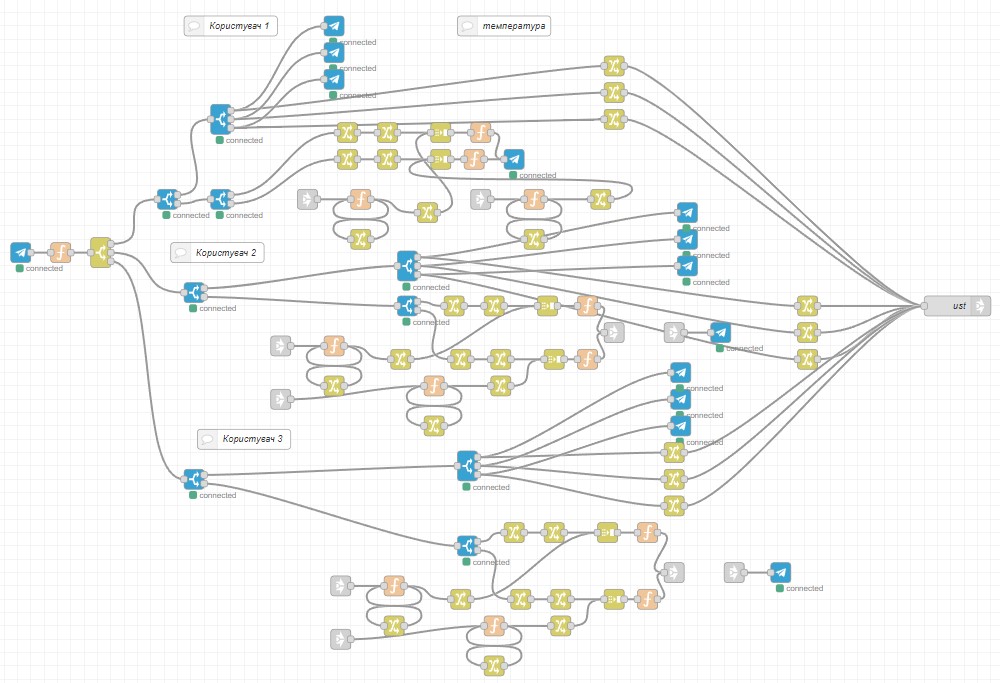 Користувач 1
температура
connected
connected
connected
connected
connected
connected
connected
connected
Користувач 2
connected
connected
connected
connected
ust
connected
connected
connected
connected
connected
Користувач 3
connected
connected
connected
connected
connected